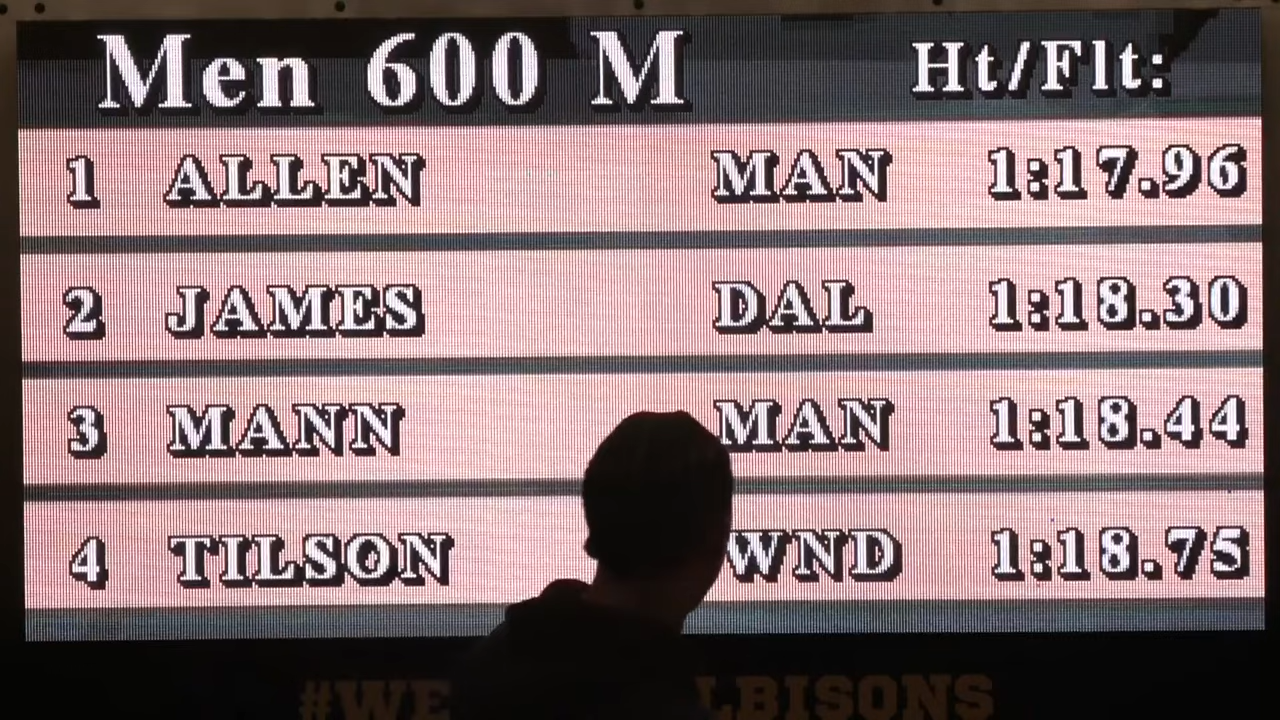 Men 600 M Ht/Flt:
1 ALLEN MAN 1:17.96
2 JAMES DAL 1:18.30
3 MANN MAN 1:18.44
4 TILSON WND 1:18.75